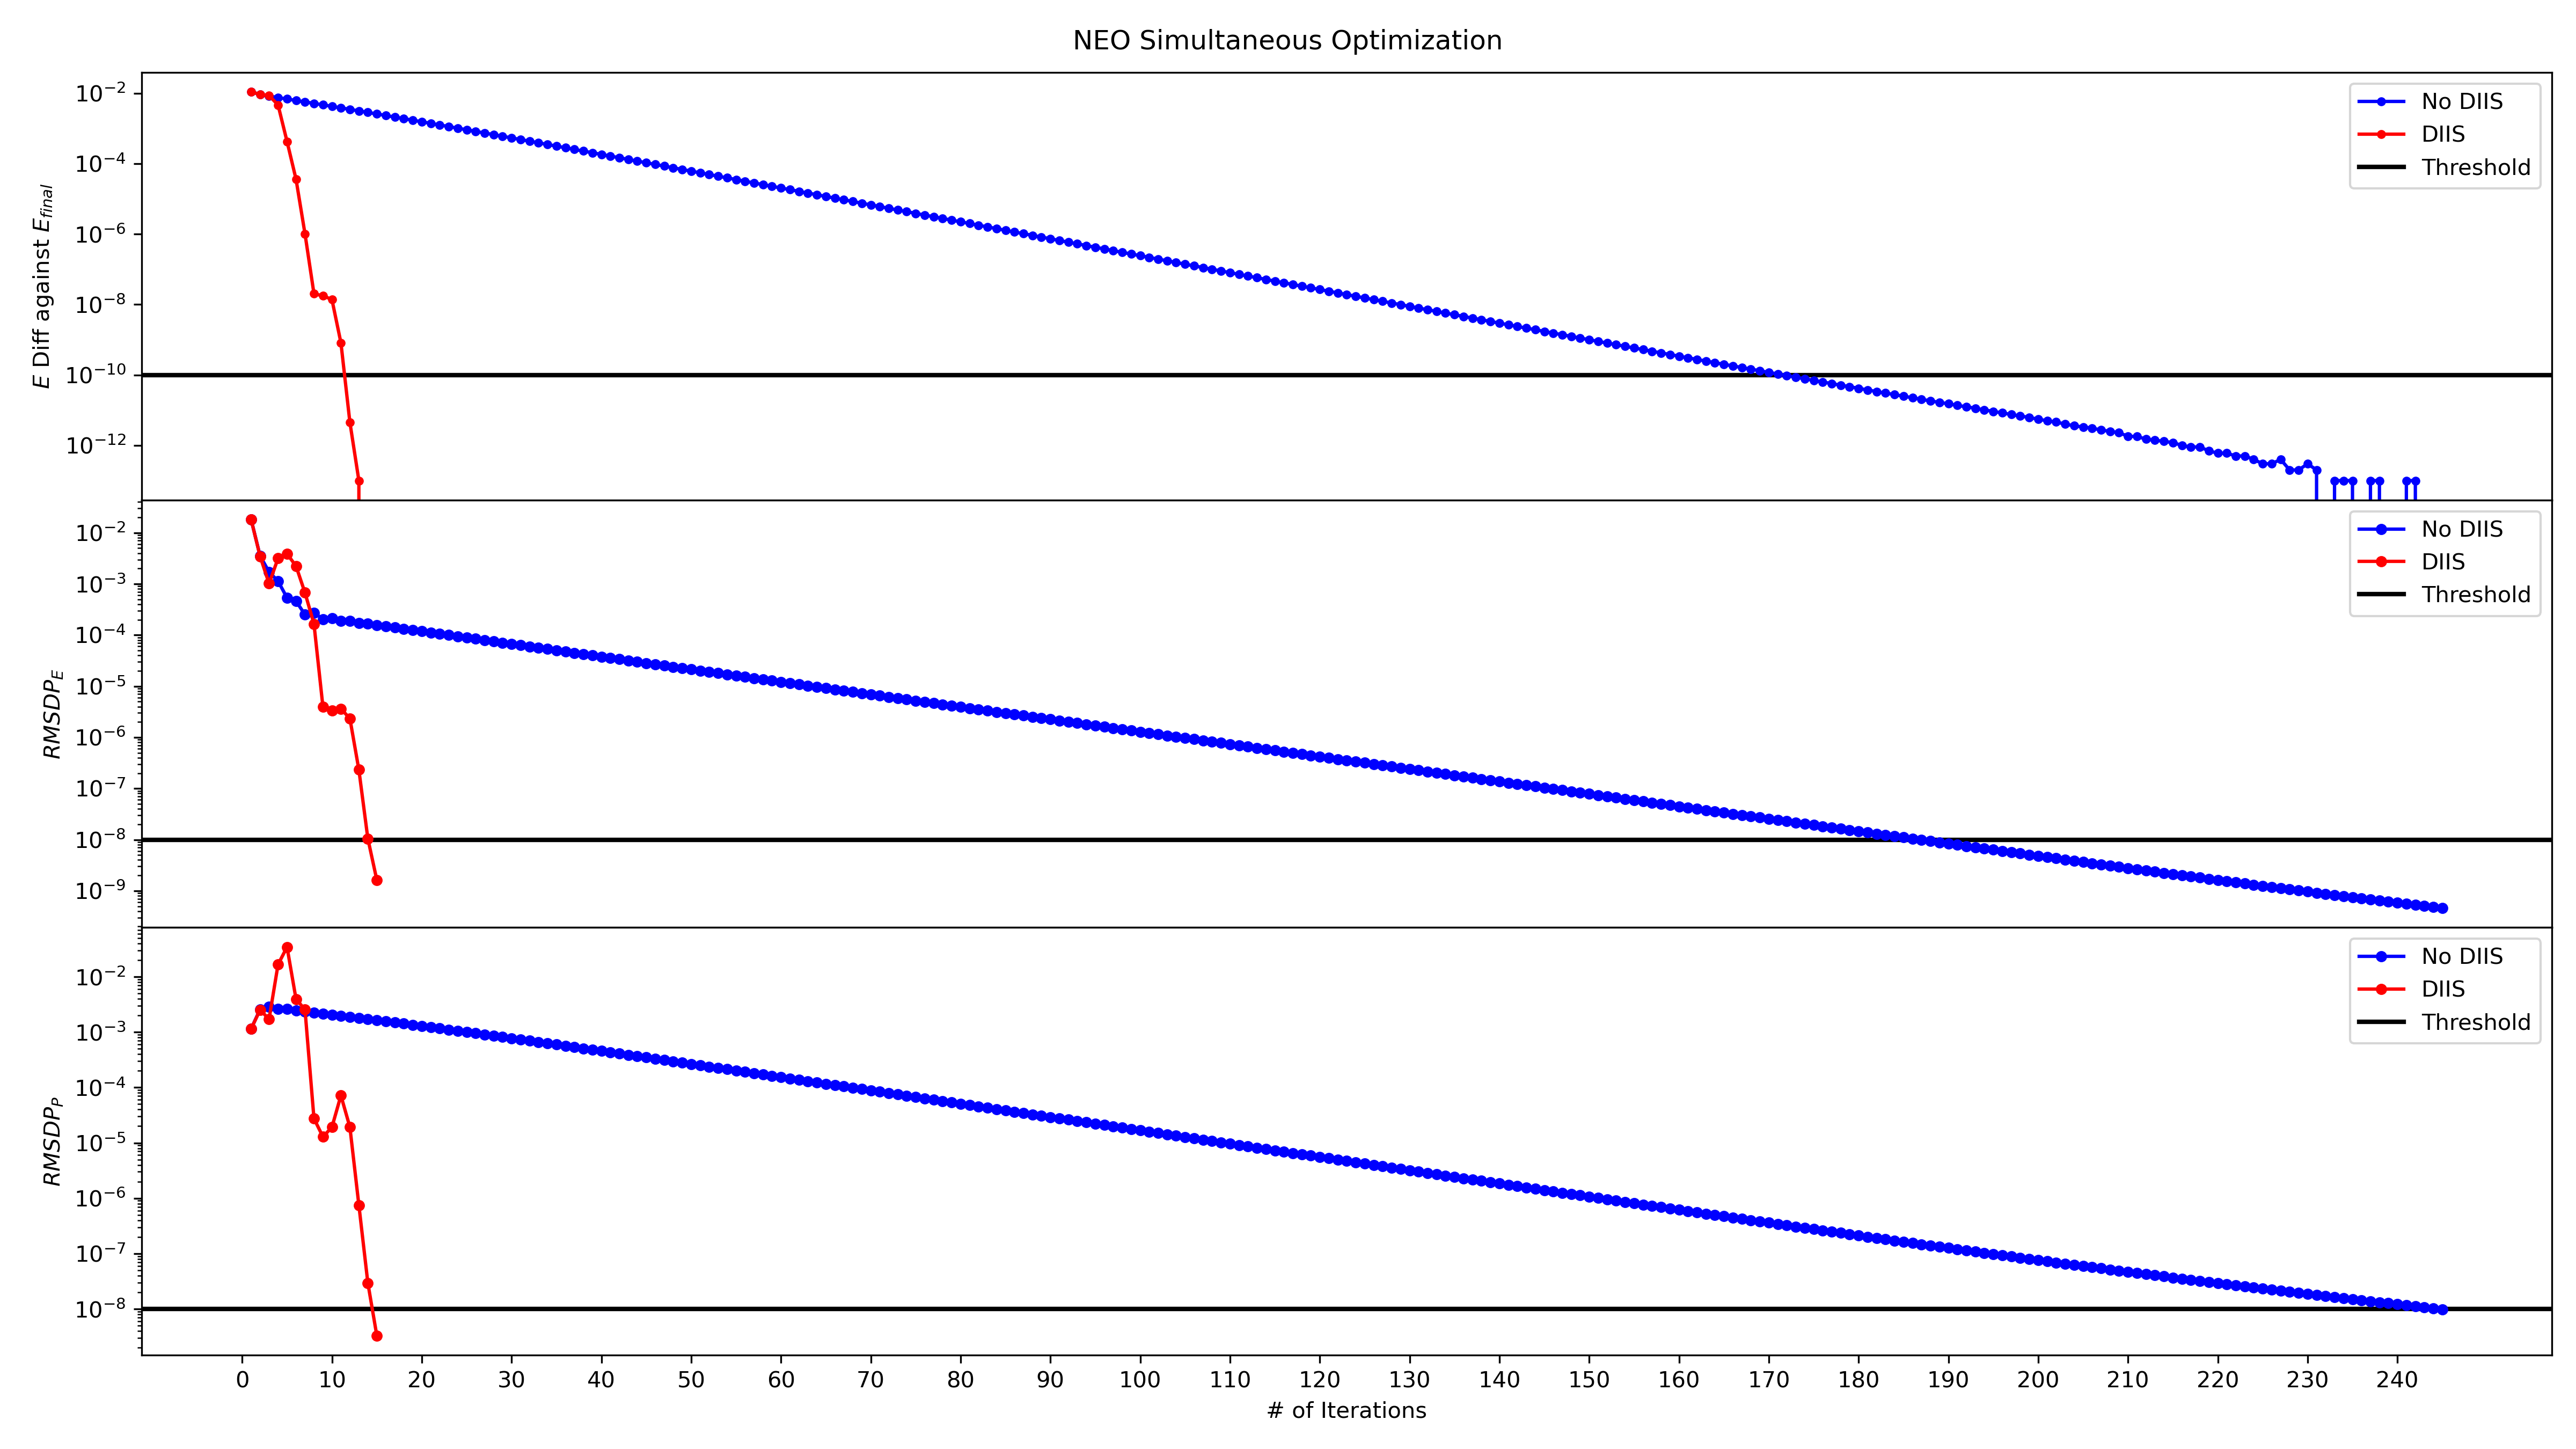 NEO Simultaneous Optimization
E Diff against E_final
10^-2
10^-4
10^-6
10^-8
10^-10
10^-12
No DIIS
DIIS
Threshold
RMSDP_E
10^-2
10^-3
10^-4
10^-5
10^-6
10^-7
10^-8
10^-9
No DIIS
DIIS
Threshold
RMSDP_P
10^-2
10^-3
10^-4
10^-5
10^-6
10^-7
10^-8
No DIIS
DIIS
Threshold
0 10 20 30 40 50 60 70 80 90 100 110 120 130 140 150 160 170 180 190 200 210 220 230 240
# of Iterations